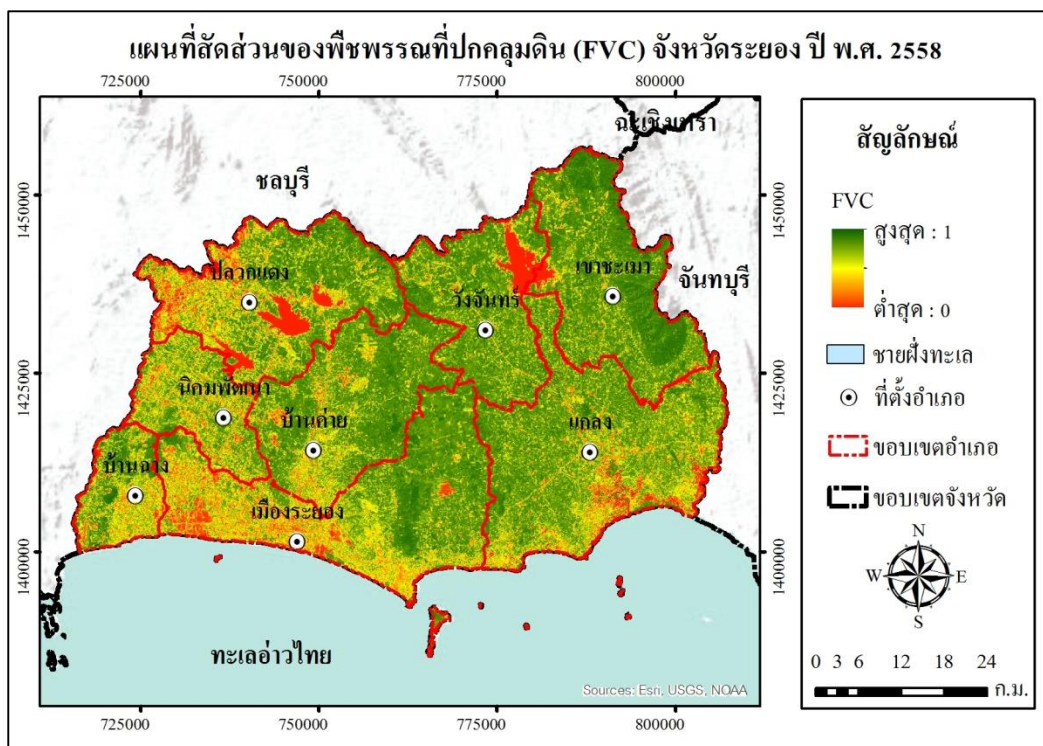 แผนที่สัดส่วนของพืชพรรณที่ปกคลุมดิน (FVC) จังหวัดระยอง ปี พ.ศ. 2558
725000 750000 775000 800000
ฉะเชิงเทรา
ชลบุรี
1450000 1450000
ปลวกแดง
เขาชะเมา
จันทบุรี
วังจันทร์
1425000 1425000
นิคมพัฒนา
บ้านค่าย
แกลง
บ้านฉาง
เมืองระยอง
1400000 1400000
ทะเลอ่าวไทย
Sources: Esri, USGS, NOAA
725000 750000 775000 800000
สัญลักษณ์
FVC
สูงสุด : 1
ต่ำสุด : 0
ชายฝั่งทะเล
ที่ตั้งอำเภอ
ขอบเขตอำเภอ
ขอบเขตจังหวัด
N
W E
S
0 3 6 12 18 24
ก.ม.